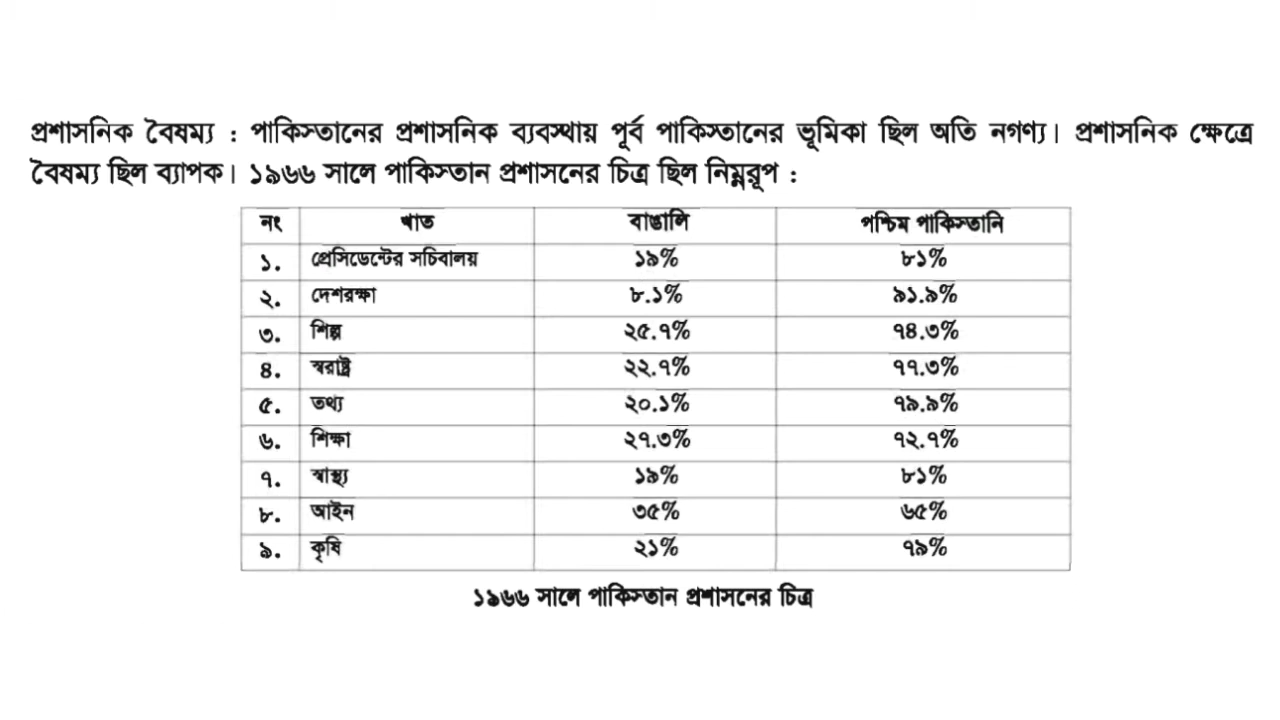 প্রশাসনিক বৈষম্য : পাকিস্তানের প্রশাসনিক ব্যবস্থায় পূর্ব পাকিস্তানের ভূমিকা ছিল অতি নগণ্য। প্রশাসনিক ক্ষেত্রে
বৈষম্য ছিল ব্যাপক। ১৯৬৬ সালে পাকিস্তান প্রশাসনের চিত্র ছিল নিম্নরূপ :
নং খাত বাঙালি পশ্চিম পাকিস্তানি
১. প্রেসিডেন্টের সচিবালয় ১৯% ৮১%
২. দেশরক্ষা ৮.১% ৯১.৯%
৩. শিল্প ২৫.৭% ৭৪.৩%
৪. স্বরাষ্ট্র ২২.৭% ৭৭.৩%
৫. তথ্য ২০.১% ৭৯.৯%
৬. শিক্ষা ২৭.৩% ৭২.৭%
৭. স্বাস্থ্য ১৯% ৮১%
৮. আইন ৩৫% ৬৫%
৯. কৃষি ২১% ৭৯%
১৯৬৬ সালে পাকিস্তান প্রশাসনের চিত্র